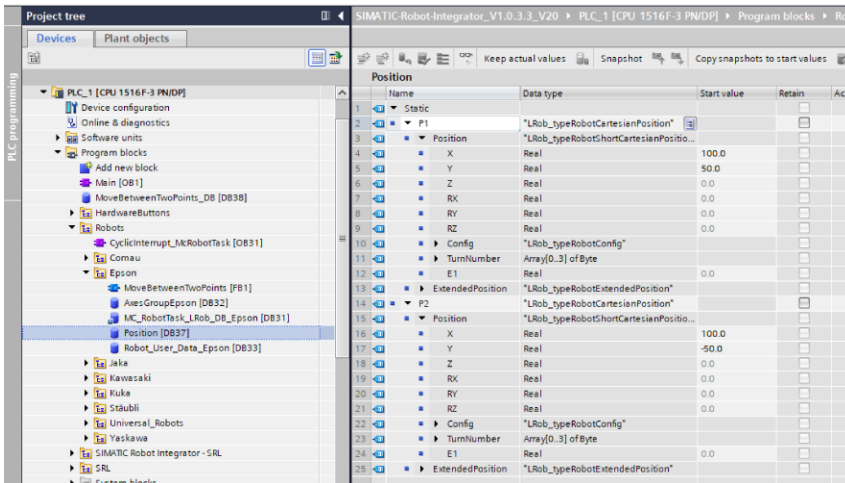 Project tree
SIMATIC-Robot-Integrator_V1.0.3.3_V20 ▸ PLC_1 [CPU 1516F-3 PN/DP] ▸ Program blocks ▸ Ro
Devices
Plant objects
Keep actual values
Snapshot
Copy snapshots to start values
PLC programming
PLC_1 [CPU 1516F-3 PN/DP]
Device configuration
Online & diagnostics
Software units
Program blocks
Add new block
Main [OB1]
MoveBetweenTwoPoints_DB [DB38]
HardwareButtons
Robots
CyclicInterrupt_McRobotTask [OB31]
Comau
Epson
MoveBetweenTwoPoints [FB1]
AxesGroupEpson [DB32]
MC_RobotTask_LRob_DB_Epson [DB31]
Position [DB37]
Robot_User_Data_Epson [DB33]
Jaka
Kawasaki
Kuka
Stäubli
Universal_Robots
Yaskawa
SIMATIC Robot Integrator - SRL
SRL
System blocks
Position
Name Data type Start value Retain Ac
1 Static
2 P1 "LRob_typeRobotCartesianPosition"
3 Position "LRob_typeRobotShortCartesianPositio...
4 X Real 100.0
5 Y Real 50.0
6 Z Real 0.0
7 RX Real 0.0
8 RY Real 0.0
9 RZ Real 0.0
10 Config "LRob_typeRobotConfig"
11 TurnNumber Array[0..3] of Byte
12 E1 Real 0.0
13 ExtendedPosition "LRob_typeRobotExtendedPosition"
14 P2 "LRob_typeRobotCartesianPosition"
15 Position "LRob_typeRobotShortCartesianPositio...
16 X Real 100.0
17 Y Real -50.0
18 Z Real 0.0
19 RX Real 0.0
20 RY Real 0.0
21 RZ Real 0.0
22 Config "LRob_typeRobotConfig"
23 TurnNumber Array[0..3] of Byte
24 E1 Real 0.0
25 ExtendedPosition "LRob_typeRobotExtendedPosition"